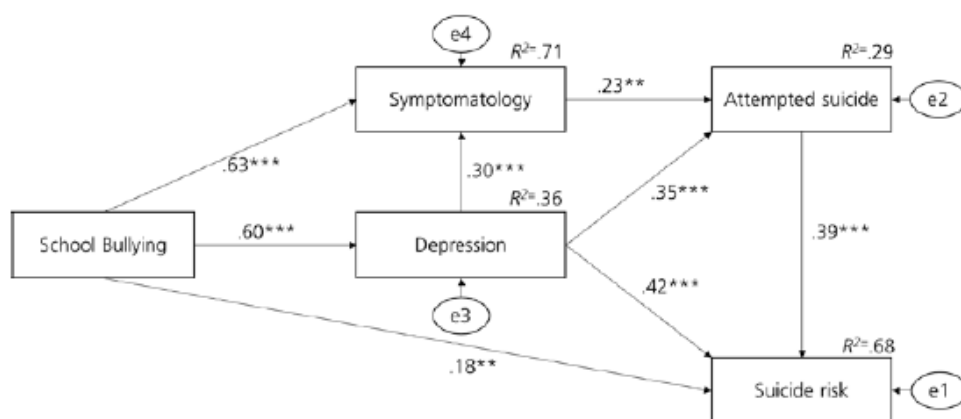 e4
R²=.71
R²=.29
Symptomatology
.23**
Attempted suicide
e2
.63***
.30***
R²=.36
.35***
School Bullying
.60***
Depression
.39***
.42***
e3
.18**
R²=.68
Suicide risk
e1